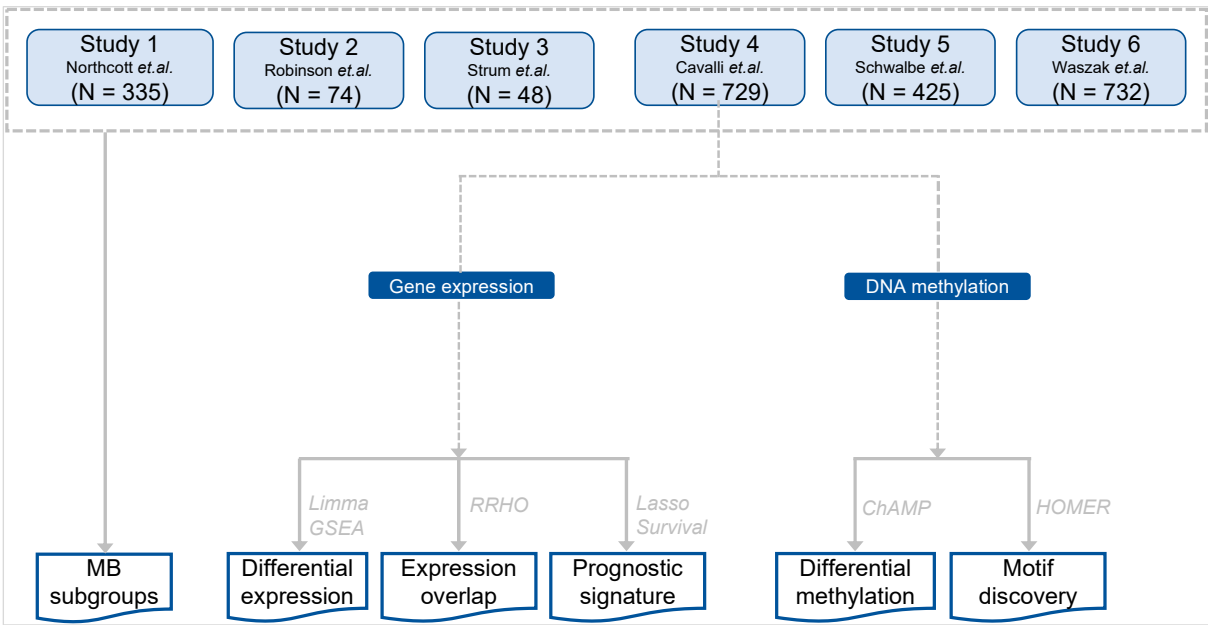 Study 1
Northcott et.al.
(N = 335)
Study 2
Robinson et.al.
(N = 74)
Study 3
Strum et.al.
(N = 48)
Study 4
Cavalli et.al.
(N = 729)
Study 5
Schwalbe et.al.
(N = 425)
Study 6
Waszak et.al.
(N = 732)
Gene expression
DNA methylation
Limma
GSEA
RRHO
Lasso
Survival
ChAMP
HOMER
MB
subgroups
Differential
expression
Expression
overlap
Prognostic
signature
Differential
methylation
Motif
discovery